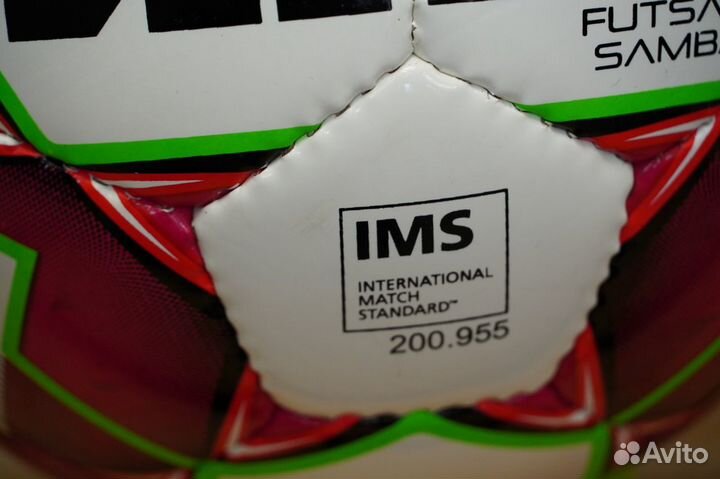 FUTSA
SAMBA
IMS
INTERNATIONAL
MATCH
STANDARD™
200.955
Avito